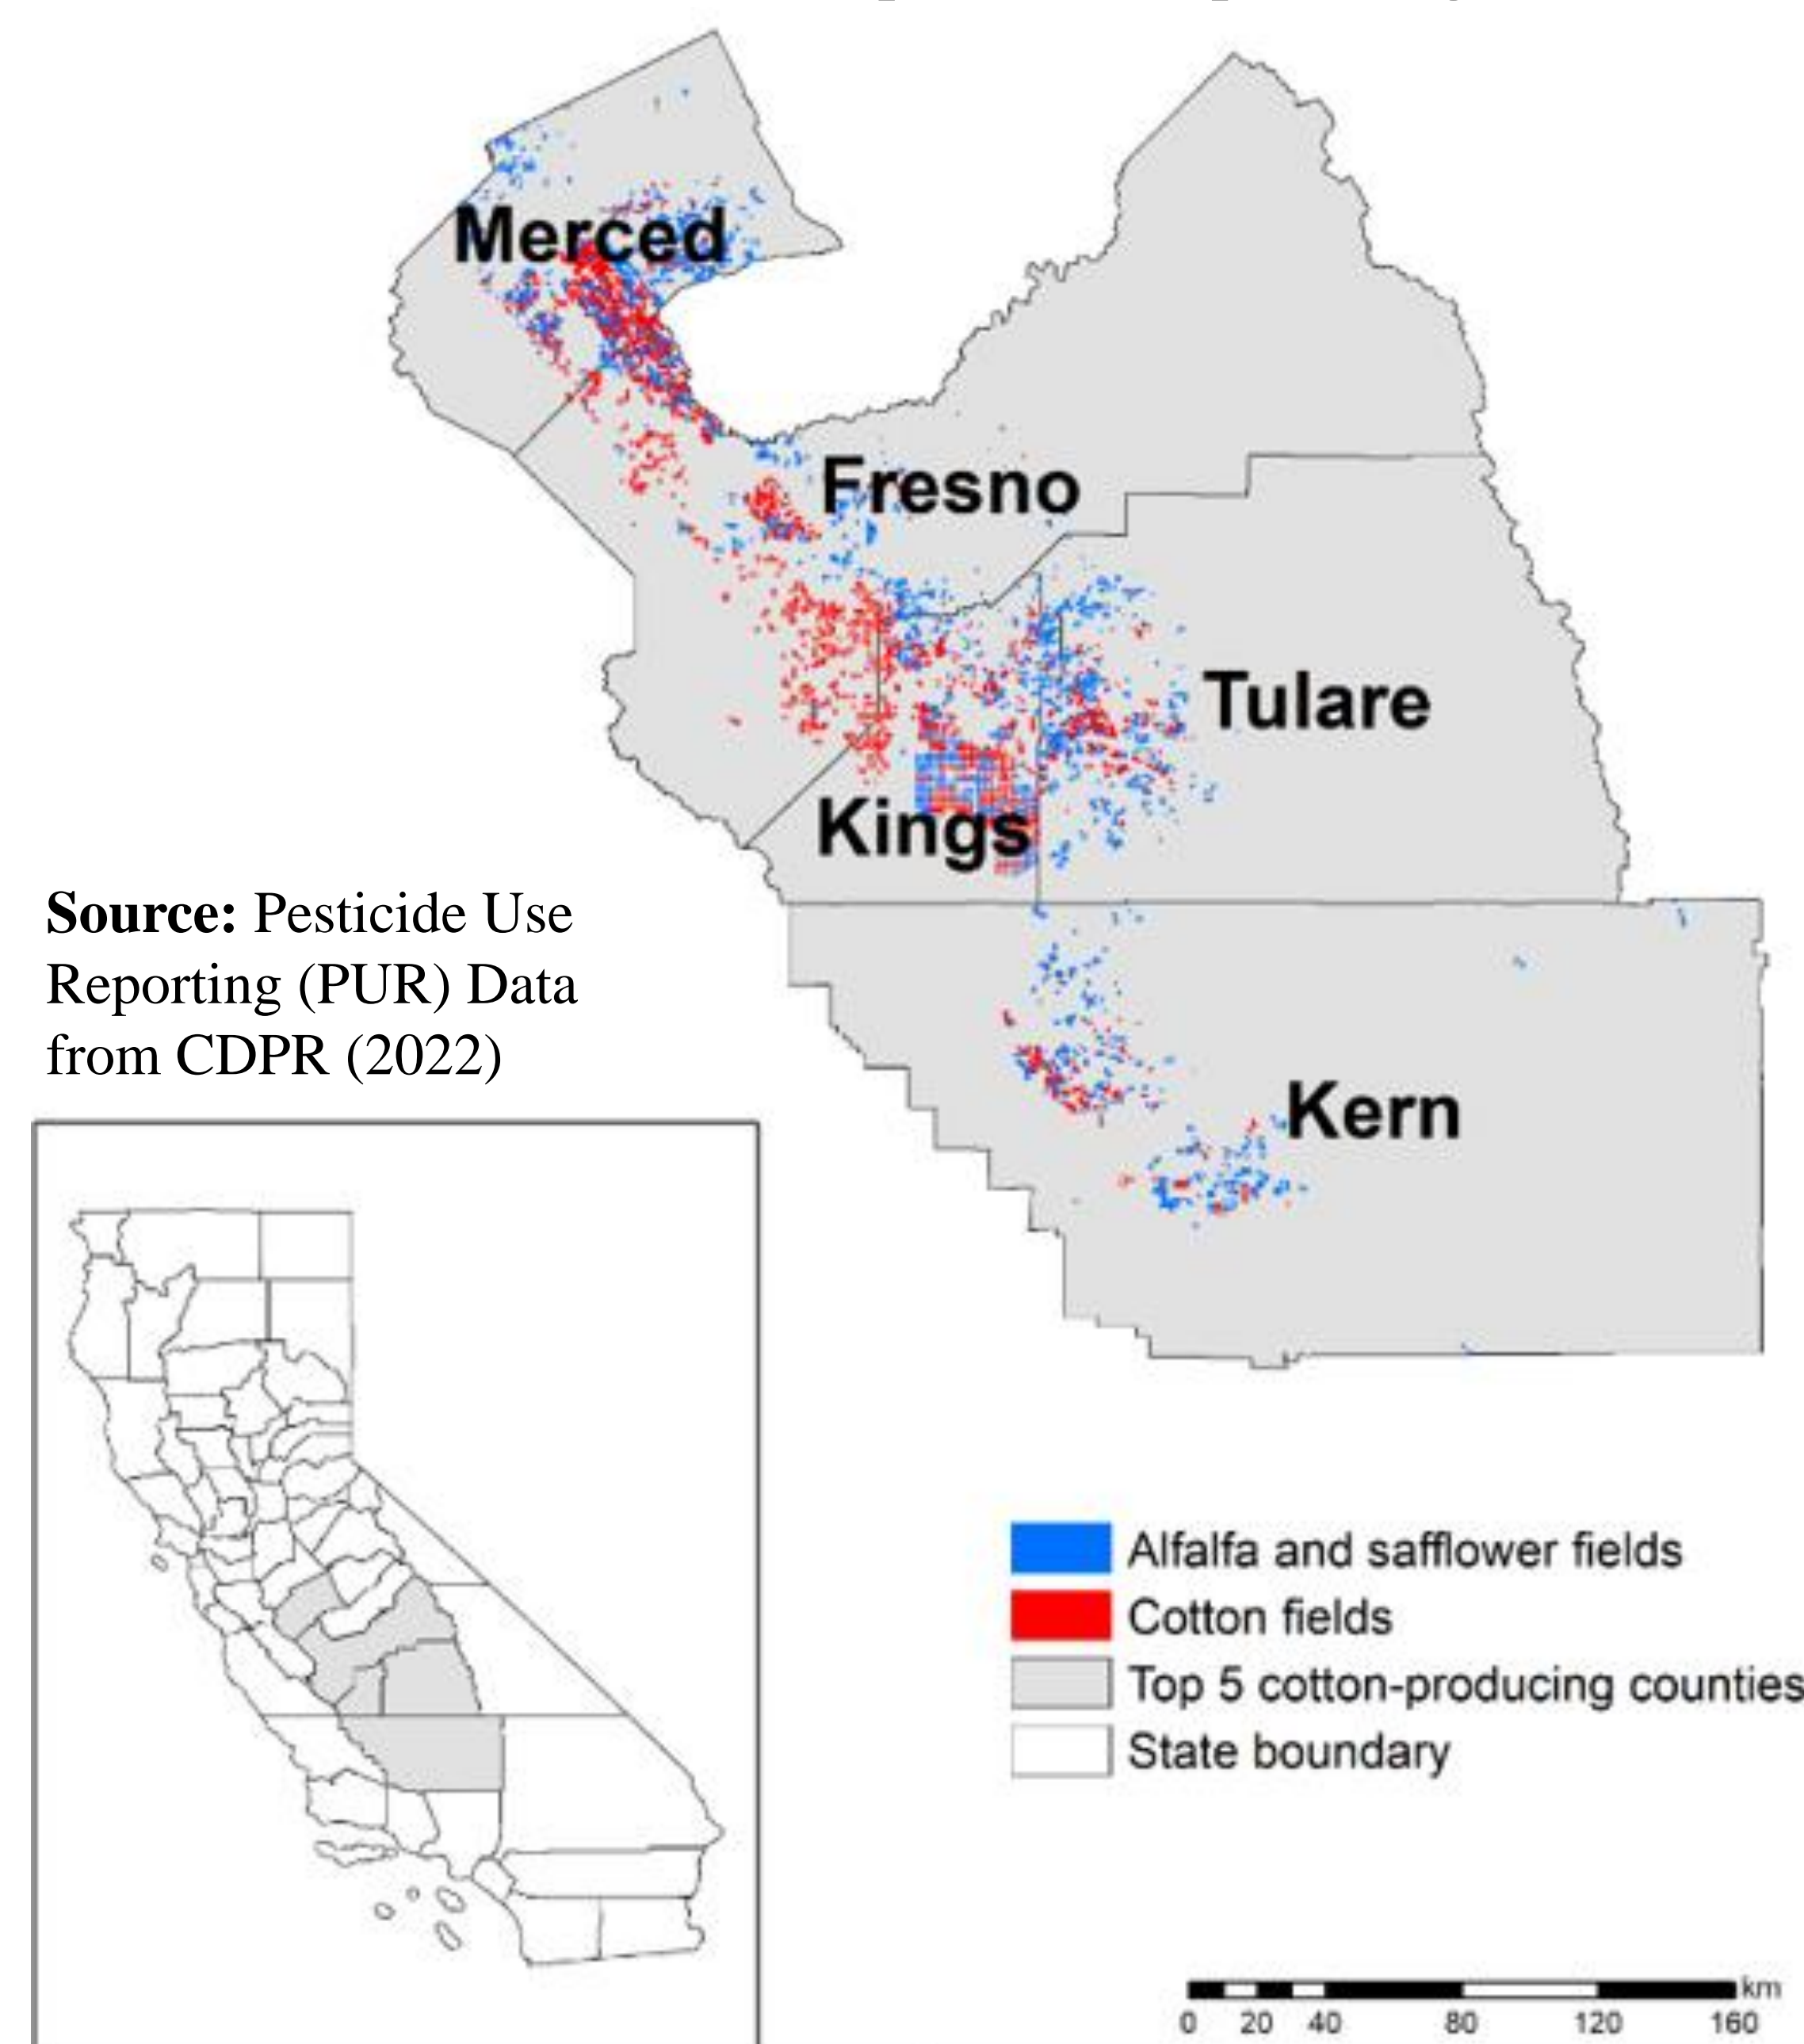 Merced
Fresno
Tulare
Kings
Source: Pesticide Use
Reporting (PUR) Data
from CDPR (2022)
Kern
Alfalfa and safflower fields
Cotton fields
Top 5 cotton-producing counties
State boundary
km
0 20 40 80 120 160